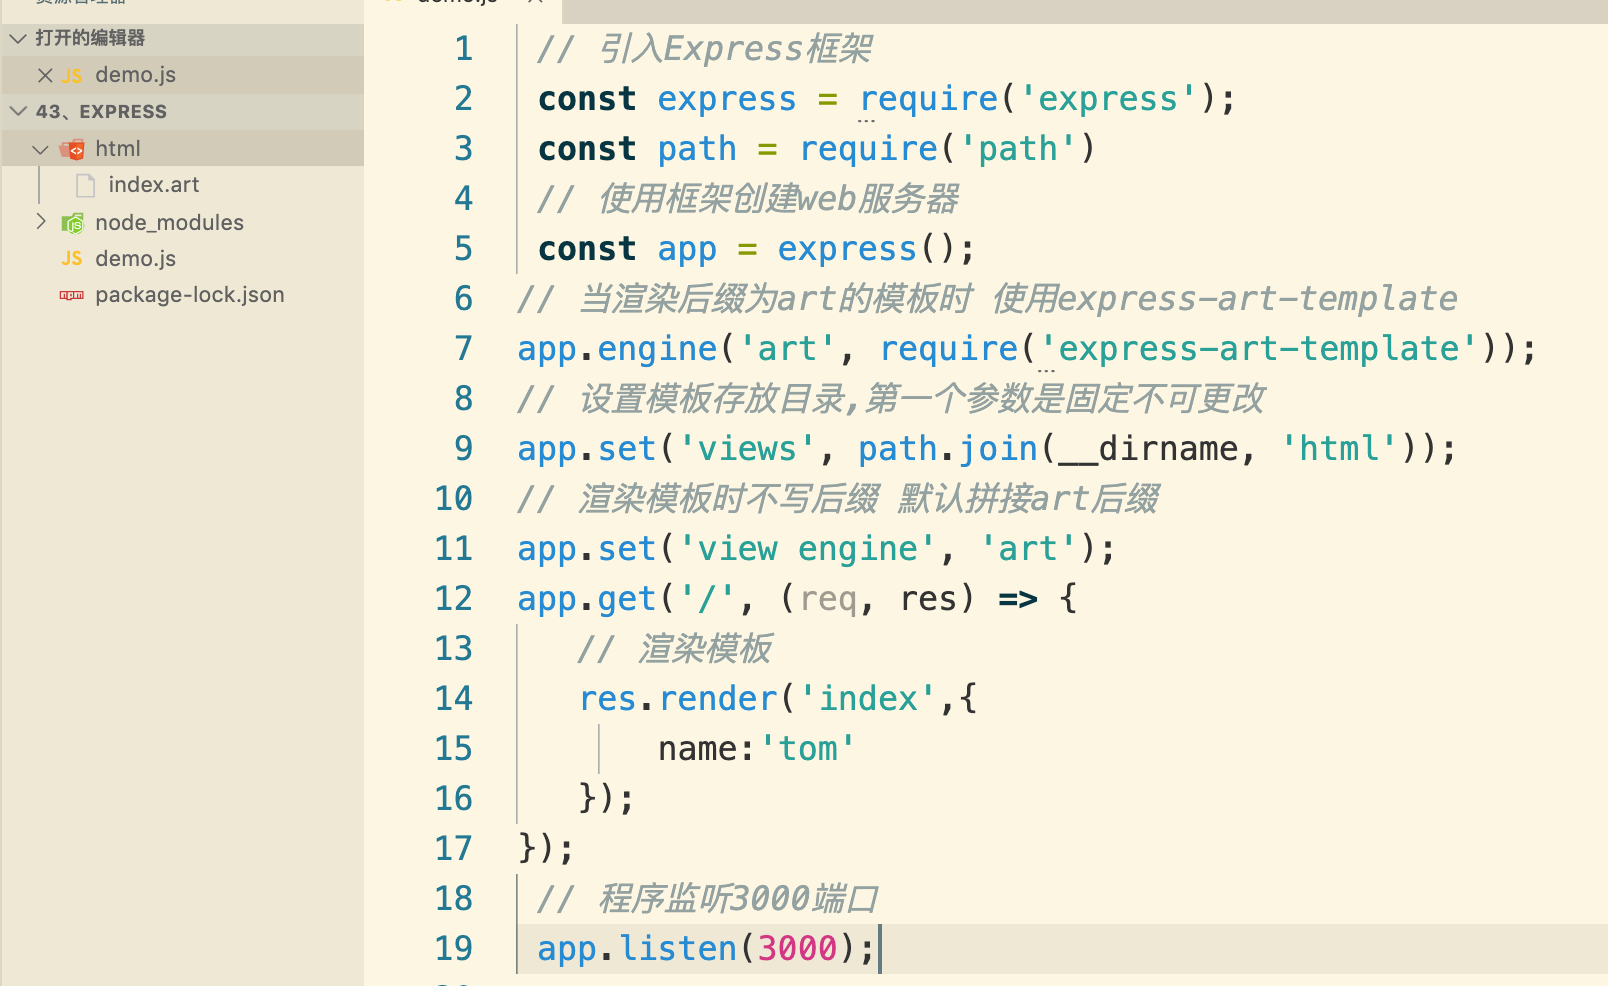 资源管理器
打开的编辑器
JS demo.js
43、EXPRESS
html
index.art
node_modules
JS demo.js
npm package-lock.json
demo.js
1 // 引入Express框架
2 const express = require('express');
3 const path = require('path')
4 // 使用框架创建web服务器
5 const app = express();
6 // 当渲染后缀为art的模板时 使用express-art-template
7 app.engine('art', require('express-art-template'));
8 // 设置模板存放目录,第一个参数是固定不可更改
9 app.set('views', path.join(__dirname, 'html'));
10 // 渲染模板时不写后缀 默认拼接art后缀
11 app.set('view engine', 'art');
12 app.get('/', (req, res) => {
13 // 渲染模板
14 res.render('index',{
15 name:'tom'
16 });
17 });
18 // 程序监听3000端口
19 app.listen(3000);